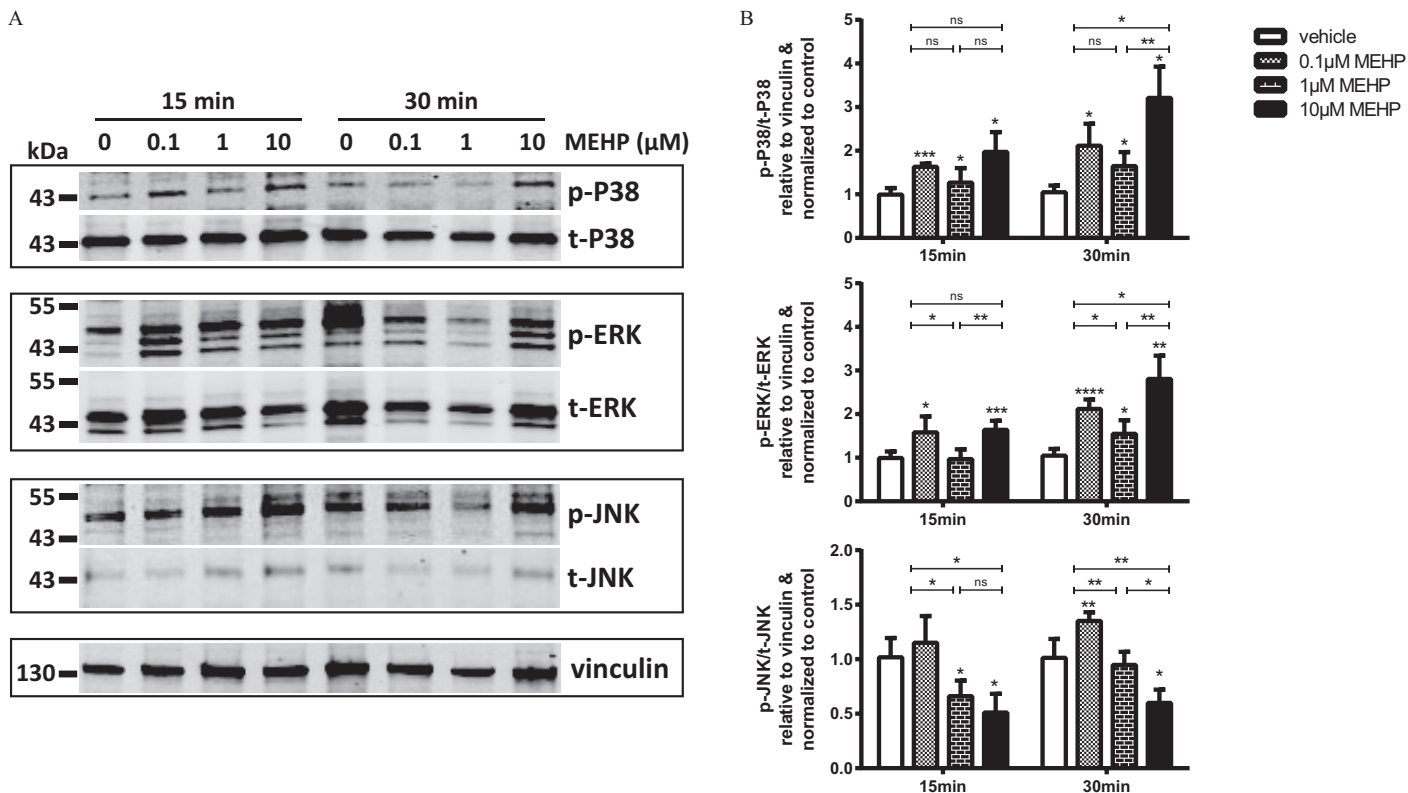 A
15 min 30 min
kDa 0 0.1 1 10 0 0.1 1 10 MEHP (µM)
43 p-P38
43 t-P38
55
43 p-ERK
55
43 t-ERK
55
43 p-JNK
43 t-JNK
130 vinculin
B
p-P38/t-P38
relative to vinculin &
normalized to control
5
4
3
2
1
0
ns
ns ns
*** * *
*
ns **
* * *
15min 30min
vehicle
0.1µM MEHP
1µM MEHP
10µM MEHP
p-ERK/t-ERK
relative to vinculin &
normalized to control
5
4
3
2
1
0
ns
* **
* ***
*
* **
**** * **
15min 30min
p-JNK/t-JNK
relative to vinculin &
normalized to control
2.0
1.5
1.0
0.5
0.0
*
* ns
* *
**
** *
** *
15min 30min